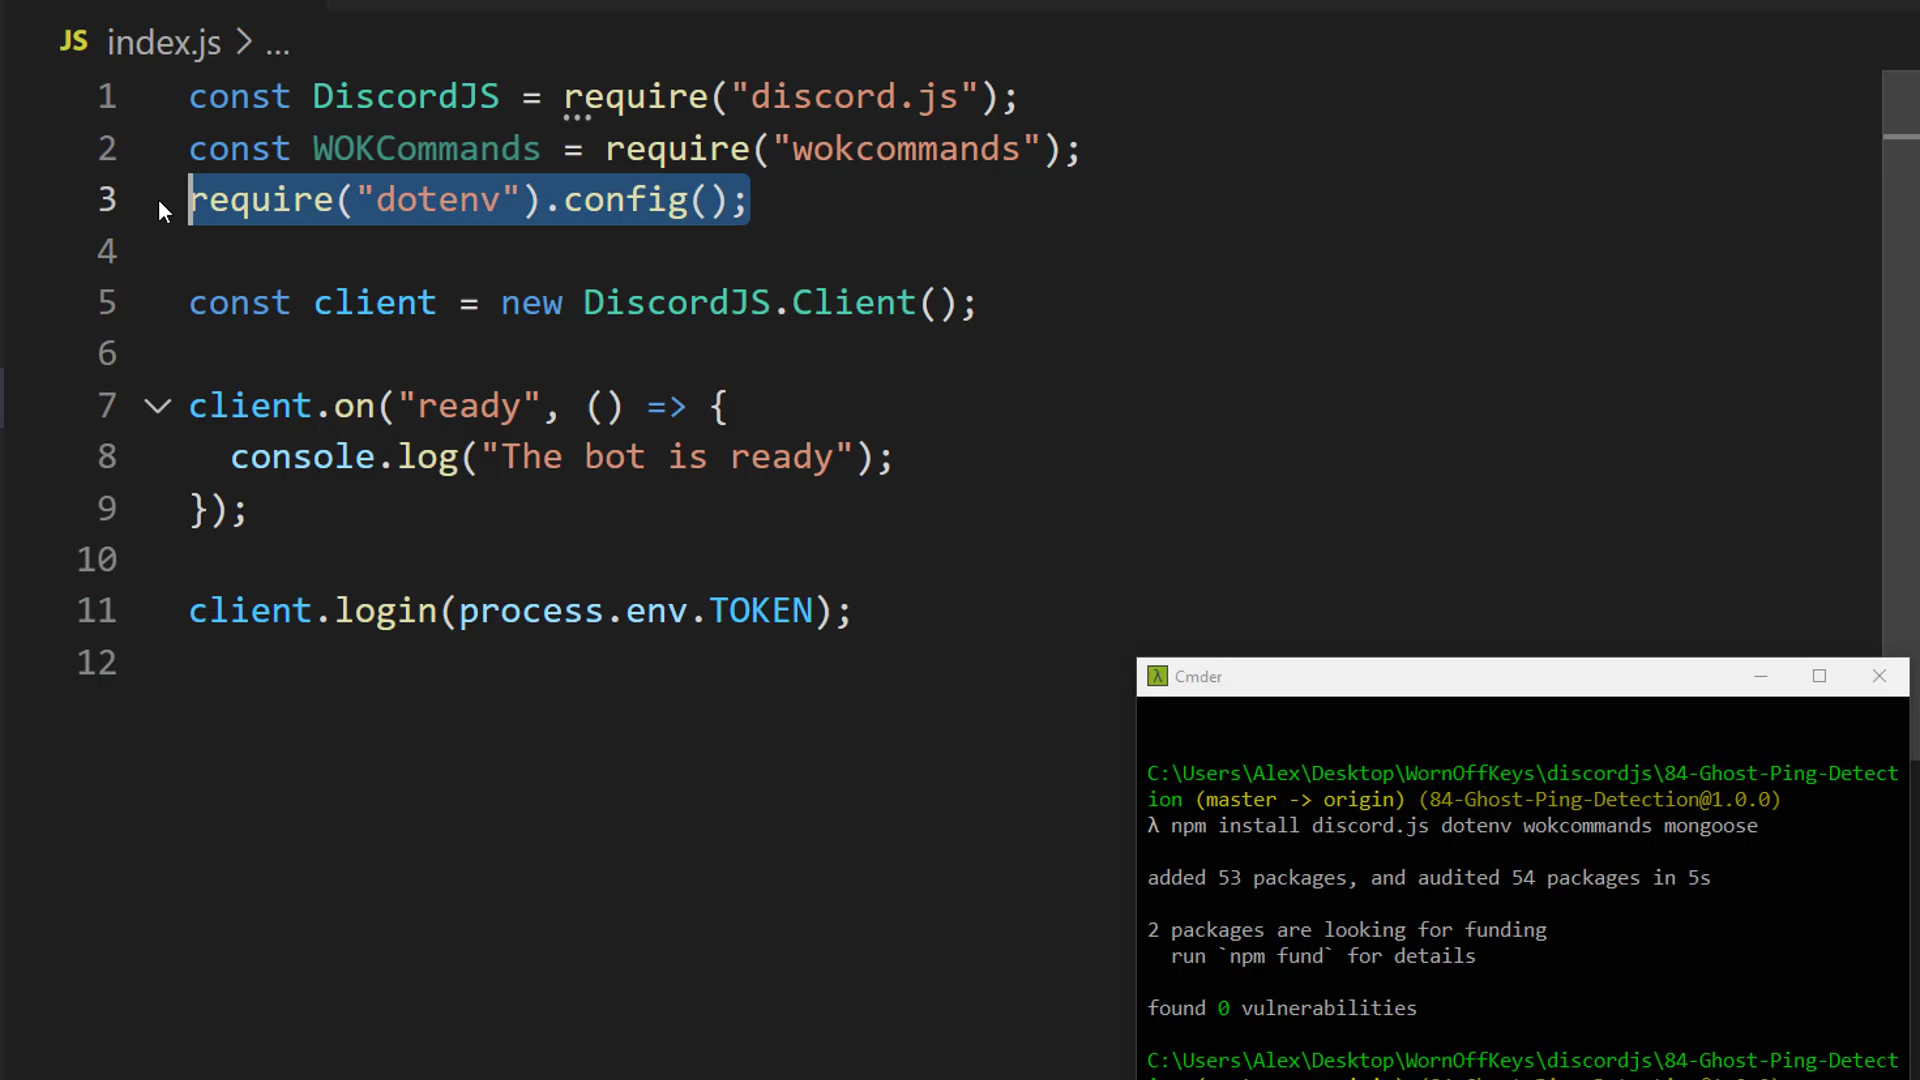 JS index.js > ...
1 const DiscordJS = require("discord.js");
2 const WOKCommands = require("wokcommands");
3 require("dotenv").config();
4
5 const client = new DiscordJS.Client();
6
7 client.on("ready", () => {
8 console.log("The bot is ready");
9 });
10
11 client.login(process.env.TOKEN);
12
λ Cmder
C:\Users\Alex\Desktop\WornOffKeys\discordjs\84-Ghost-Ping-Detect
ion (master -> origin) (84-Ghost-Ping-Detection@1.0.0)
λ npm install discord.js dotenv wokcommands mongoose
added 53 packages, and audited 54 packages in 5s
2 packages are looking for funding
run `npm fund` for details
found 0 vulnerabilities
C:\Users\Alex\Desktop\WornOffKeys\discordjs\84-Ghost-Ping-Detect